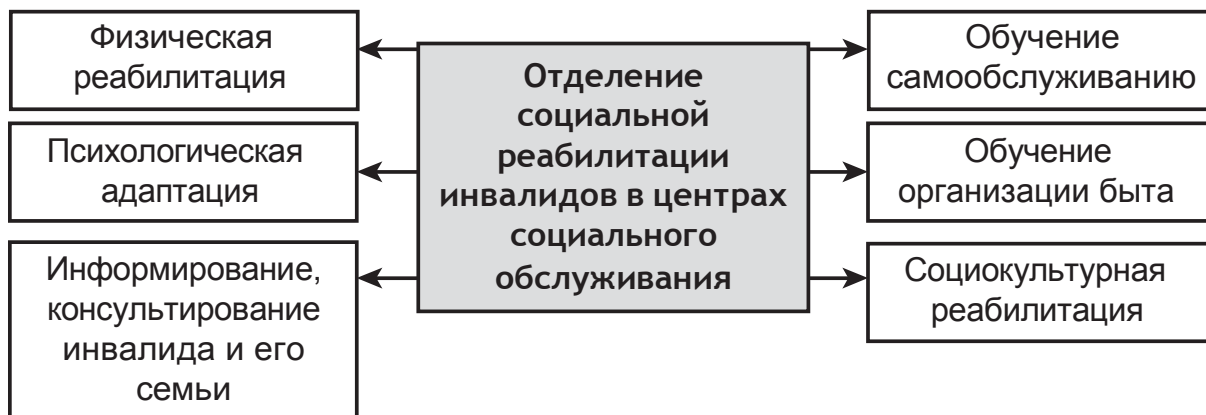 Физическая
реабилитация
Психологическая
адаптация
Информирование,
консультирование
инвалида и его
семьи
Отделение
социальной
реабилитации
инвалидов в центрах
социального
обслуживания
Обучение
самообслуживанию
Обучение
организации быта
Социокультурная
реабилитация